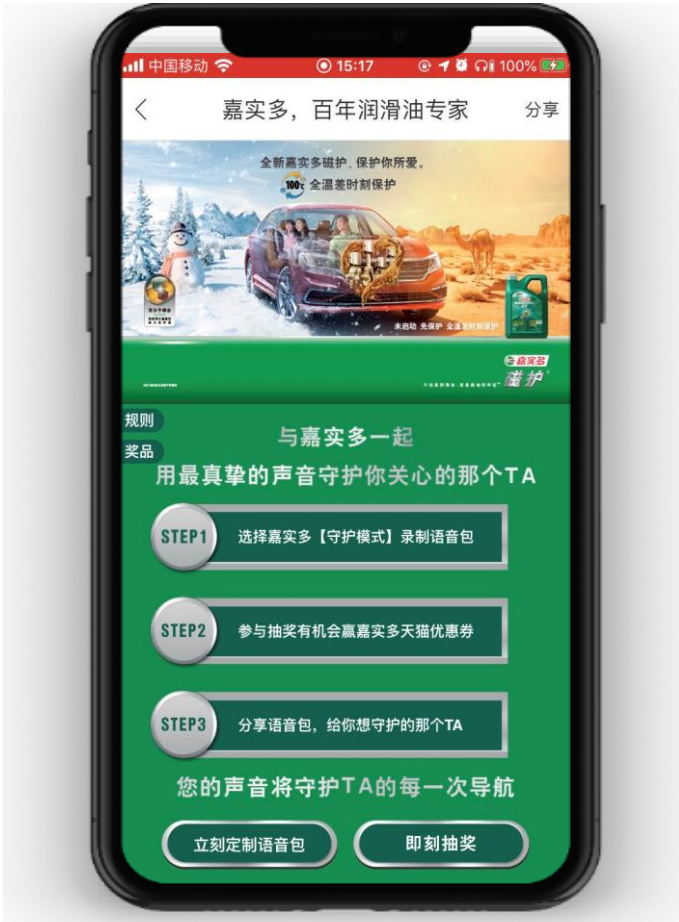 中国移动
15:17
100%
嘉实多，百年润滑油专家
分享
全新嘉实多磁护，保护你所爱。
100℃ 全温差时刻保护
未启动 先保护 全温差时刻保护
嘉实多
磁护
规则
奖品
与嘉实多一起
用最真挚的声音守护你关心的那个TA
STEP1
选择嘉实多【守护模式】录制语音包
STEP2
参与抽奖有机会赢嘉实多天猫优惠券
STEP3
分享语音包，给你想守护的那个TA
您的声音将守护TA的每一次导航
立刻定制语音包
即刻抽奖